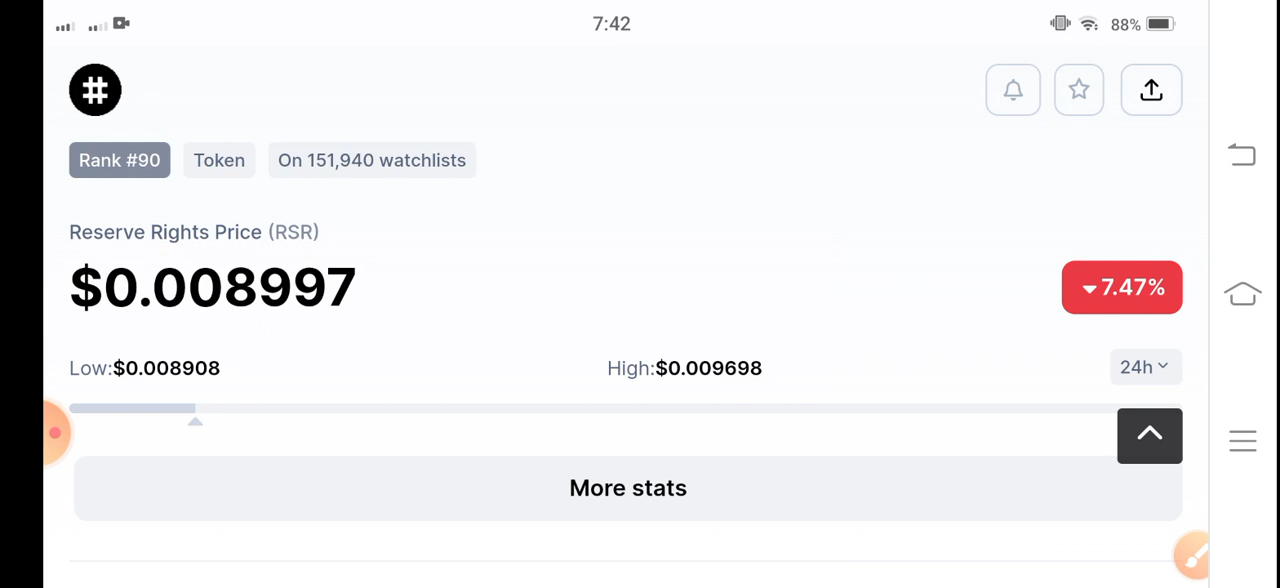 7:42
88%
Rank #90 Token On 151,940 watchlists
Reserve Rights Price (RSR)
$0.008997
7.47%
Low:$0.008908 High:$0.009698 24h
More stats